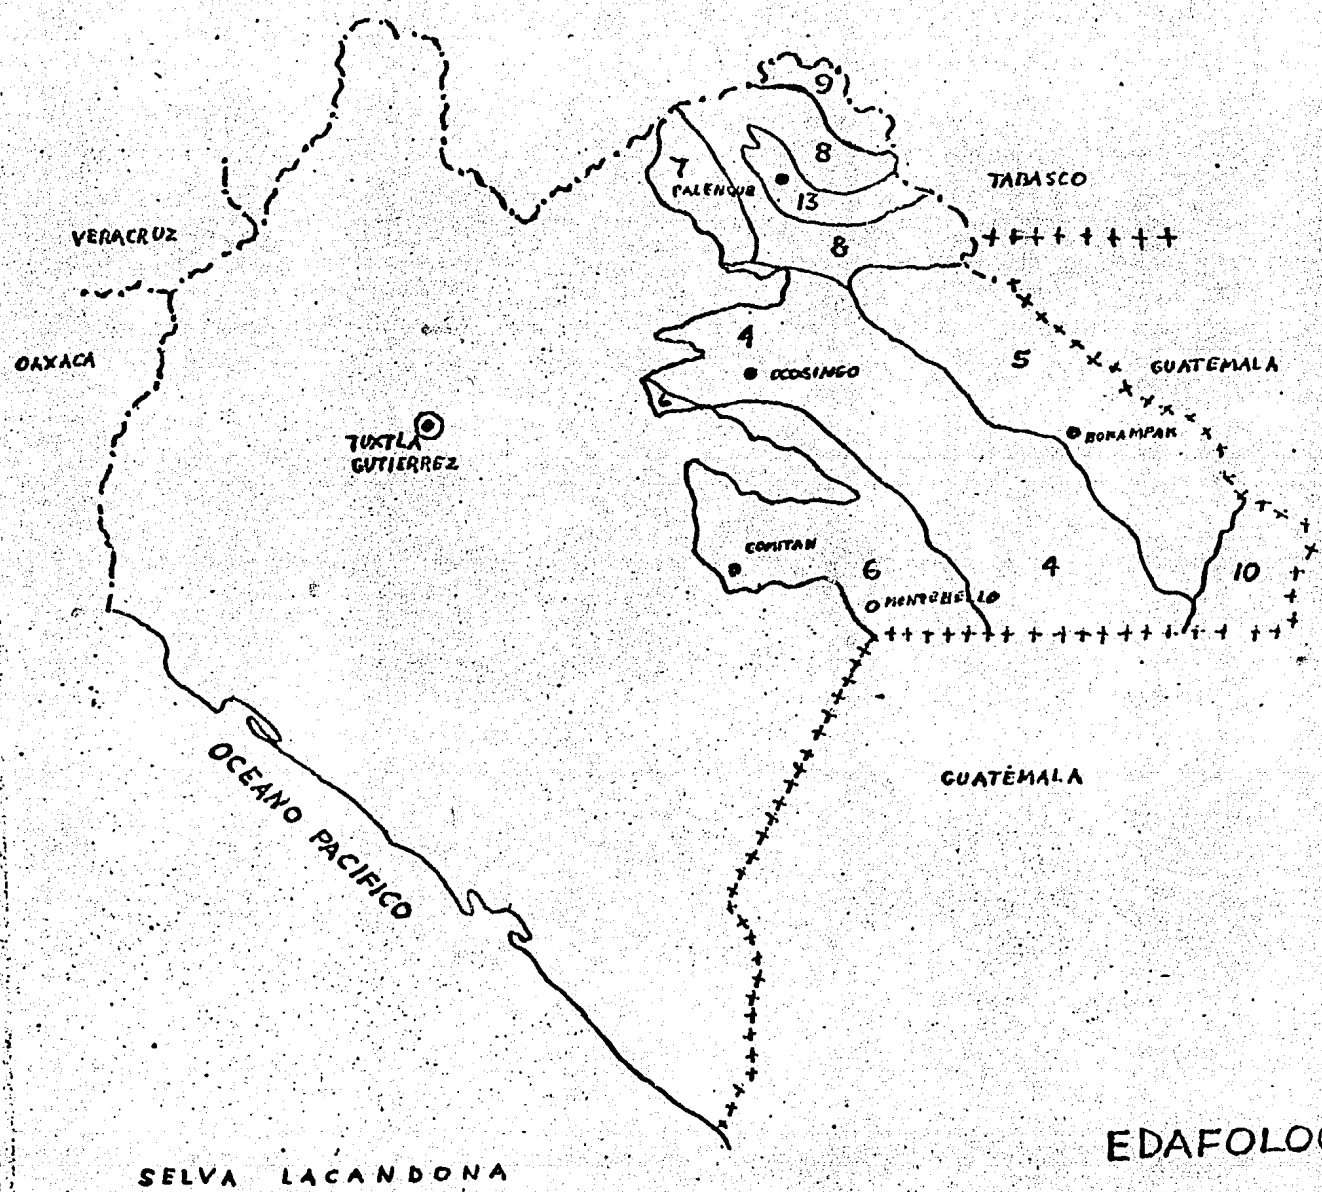 9
8
TABASCO
7
PALENQUE
13
VERACRUZ
8
4
5
OAXACA
OCOSINGO
GUATEMALA
6
TUXTLA
GUTIERREZ
BONAMPAK
COMITAN
6
4
10
MONTEBELLO
OCEANO PACIFICO
GUATEMALA
EDAFOLO
SELVA LACANDONA